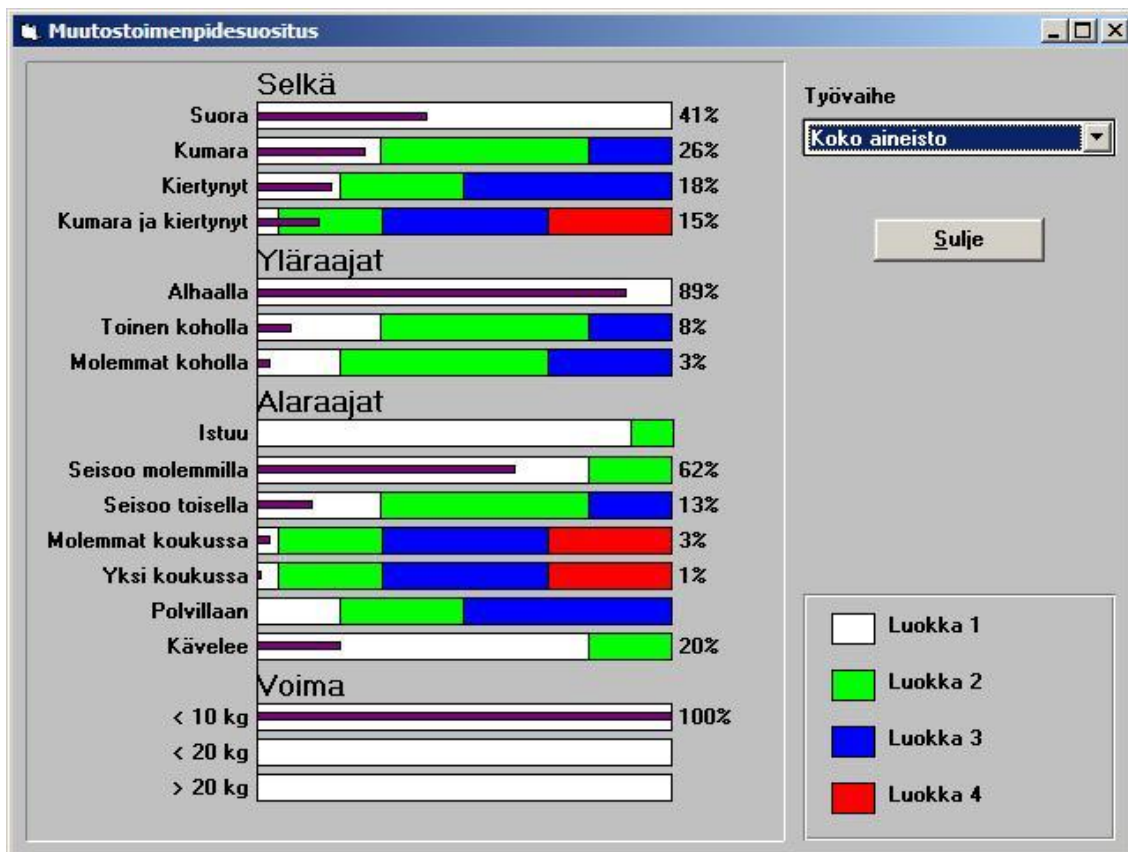 Muutostoimenpidesuositus
Selkä
Suora 41%
Kumara 26%
Kiertynyt 18%
Kumara ja kiertynyt 15%
Yläraajat
Alhaalla 89%
Toinen koholla 8%
Molemmat koholla 3%
Alaraajat
Istuu
Seisoo molemmilla 62%
Seisoo toisella 13%
Molemmat koukussa 3%
Yksi koukussa 1%
Polvillaan
Kävelee 20%
Voima
< 10 kg 100%
< 20 kg
> 20 kg
Työvaihe
Koko aineisto
Sulje
Luokka 1
Luokka 2
Luokka 3
Luokka 4